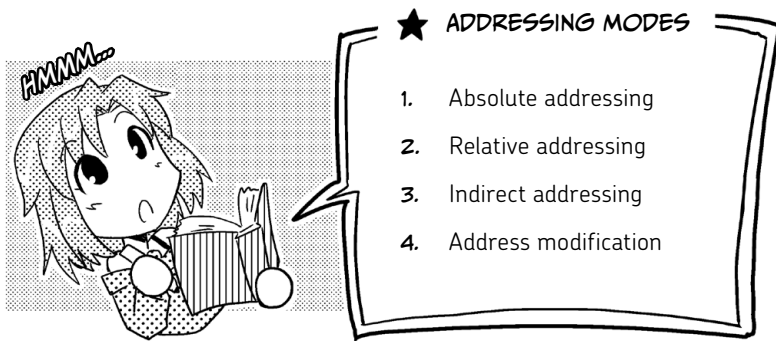 HMMM...
★ ADDRESSING MODES
1. Absolute addressing
2. Relative addressing
3. Indirect addressing
4. Address modification